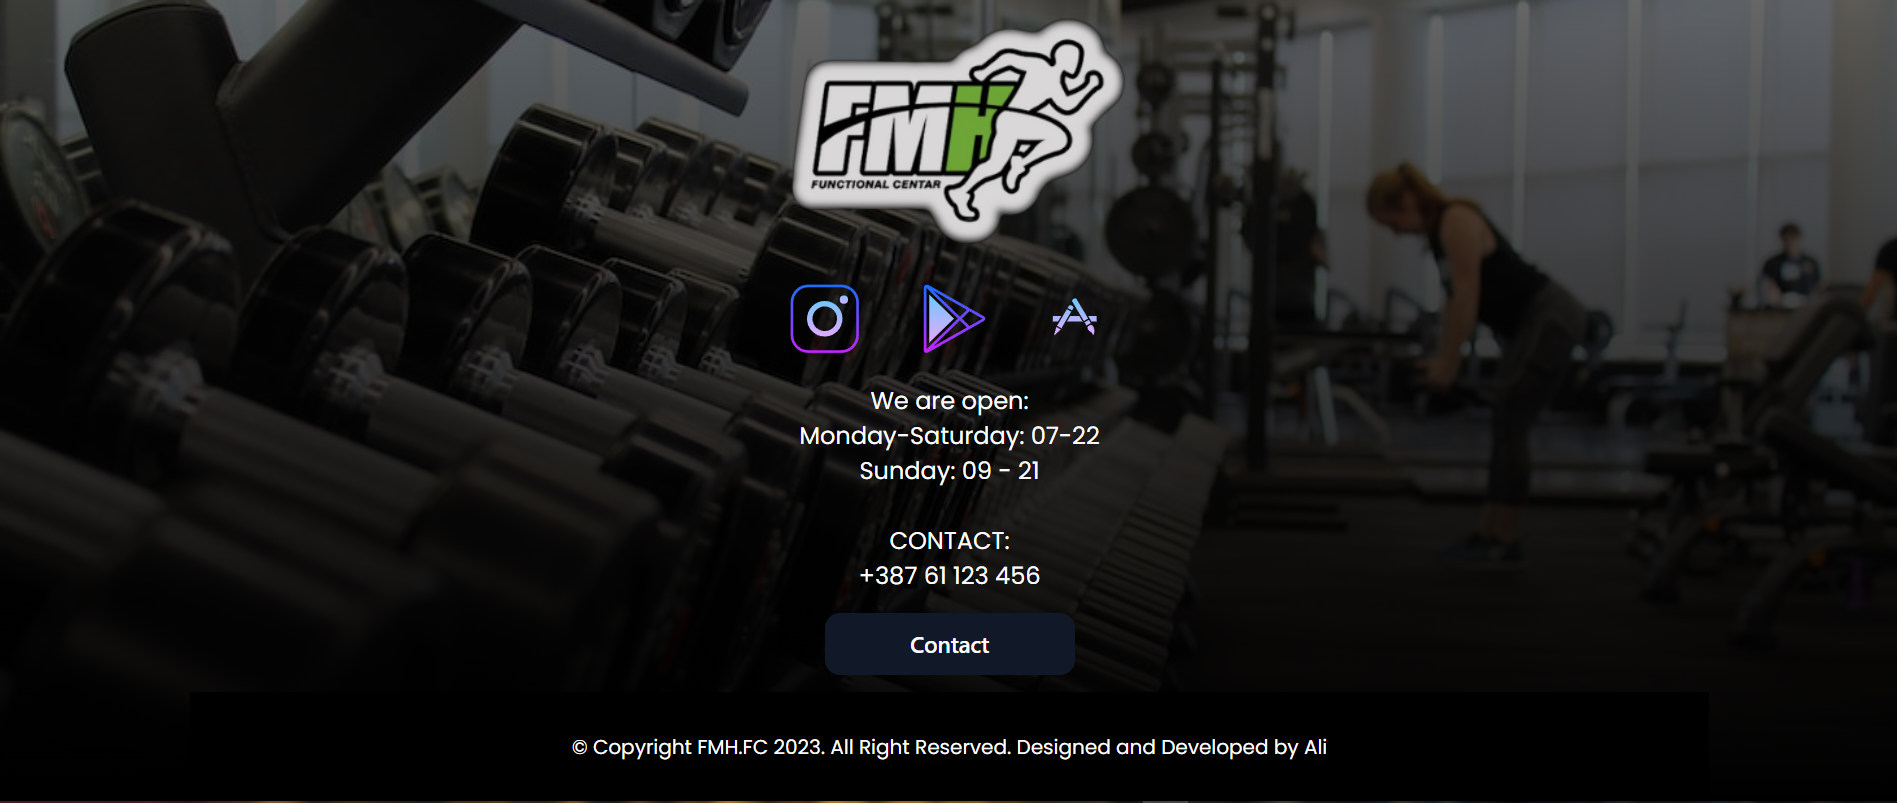 FMH
FUNCTIONAL CENTAR
We are open:
Monday-Saturday: 07-22
Sunday: 09 - 21
CONTACT:
+387 61 123 456
Contact
© Copyright FMH.FC 2023. All Right Reserved. Designed and Developed by Ali